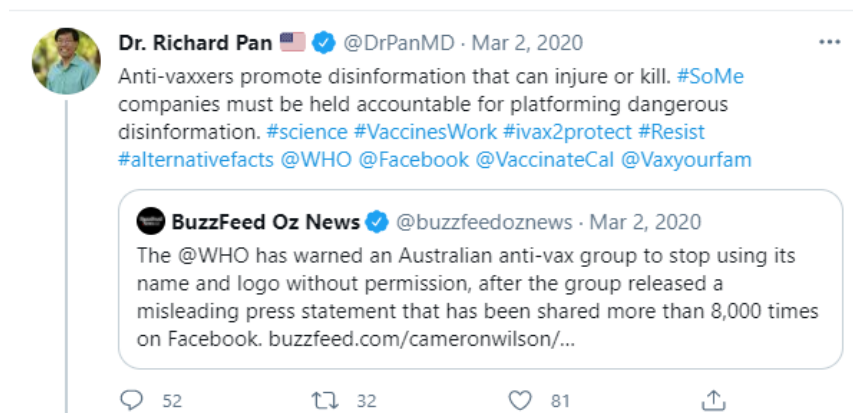 Dr. Richard Pan @DrPanMD · Mar 2, 2020
Anti-vaxxers promote disinformation that can injure or kill. #SoMe
companies must be held accountable for platforming dangerous
disinformation. #science #VaccinesWork #ivax2protect #Resist
#alternativefacts @WHO @Facebook @VaccinateCal @Vaxyourfam
BuzzFeed Oz News @buzzfeedoznews · Mar 2, 2020
The @WHO has warned an Australian anti-vax group to stop using its
name and logo without permission, after the group released a
misleading press statement that has been shared more than 8,000 times
on Facebook. buzzfeed.com/cameronwilson/...
52 32 81